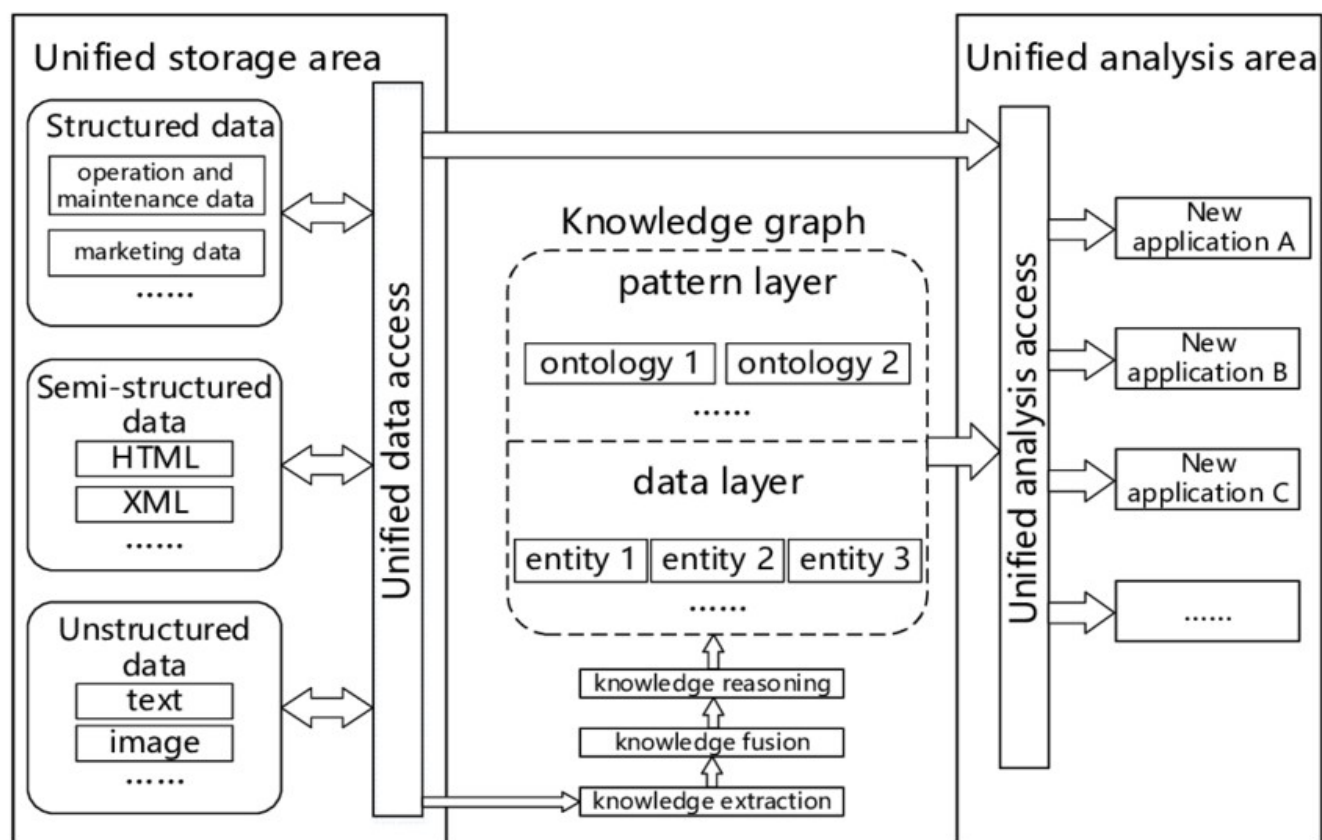 Unified storage area
Structured data
operation and
maintenance data
marketing data
......
Semi-structured
data
HTML
XML
......
Unstructured
data
text
image
......
Unified data access
Knowledge graph
pattern layer
ontology 1
ontology 2
......
data layer
entity 1
entity 2
entity 3
......
knowledge reasoning
knowledge fusion
knowledge extraction
Unified analysis area
Unified analysis access
New
application A
New
application B
New
application C
......